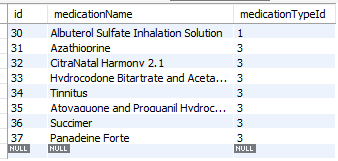 id medicationName medicationTypeId
30 Albuterol Sulfate Inhalation Solution 1
31 Azathioprine 3
32 CitraNatal Harmony 2.1 3
33 Hydrocodone Bitartrate and Aceta... 3
34 Tinnitus 3
35 Atovaquone and Proguanil Hydroc... 3
36 Succimer 3
37 Panadeine Forte 3
NULL NULL NULL